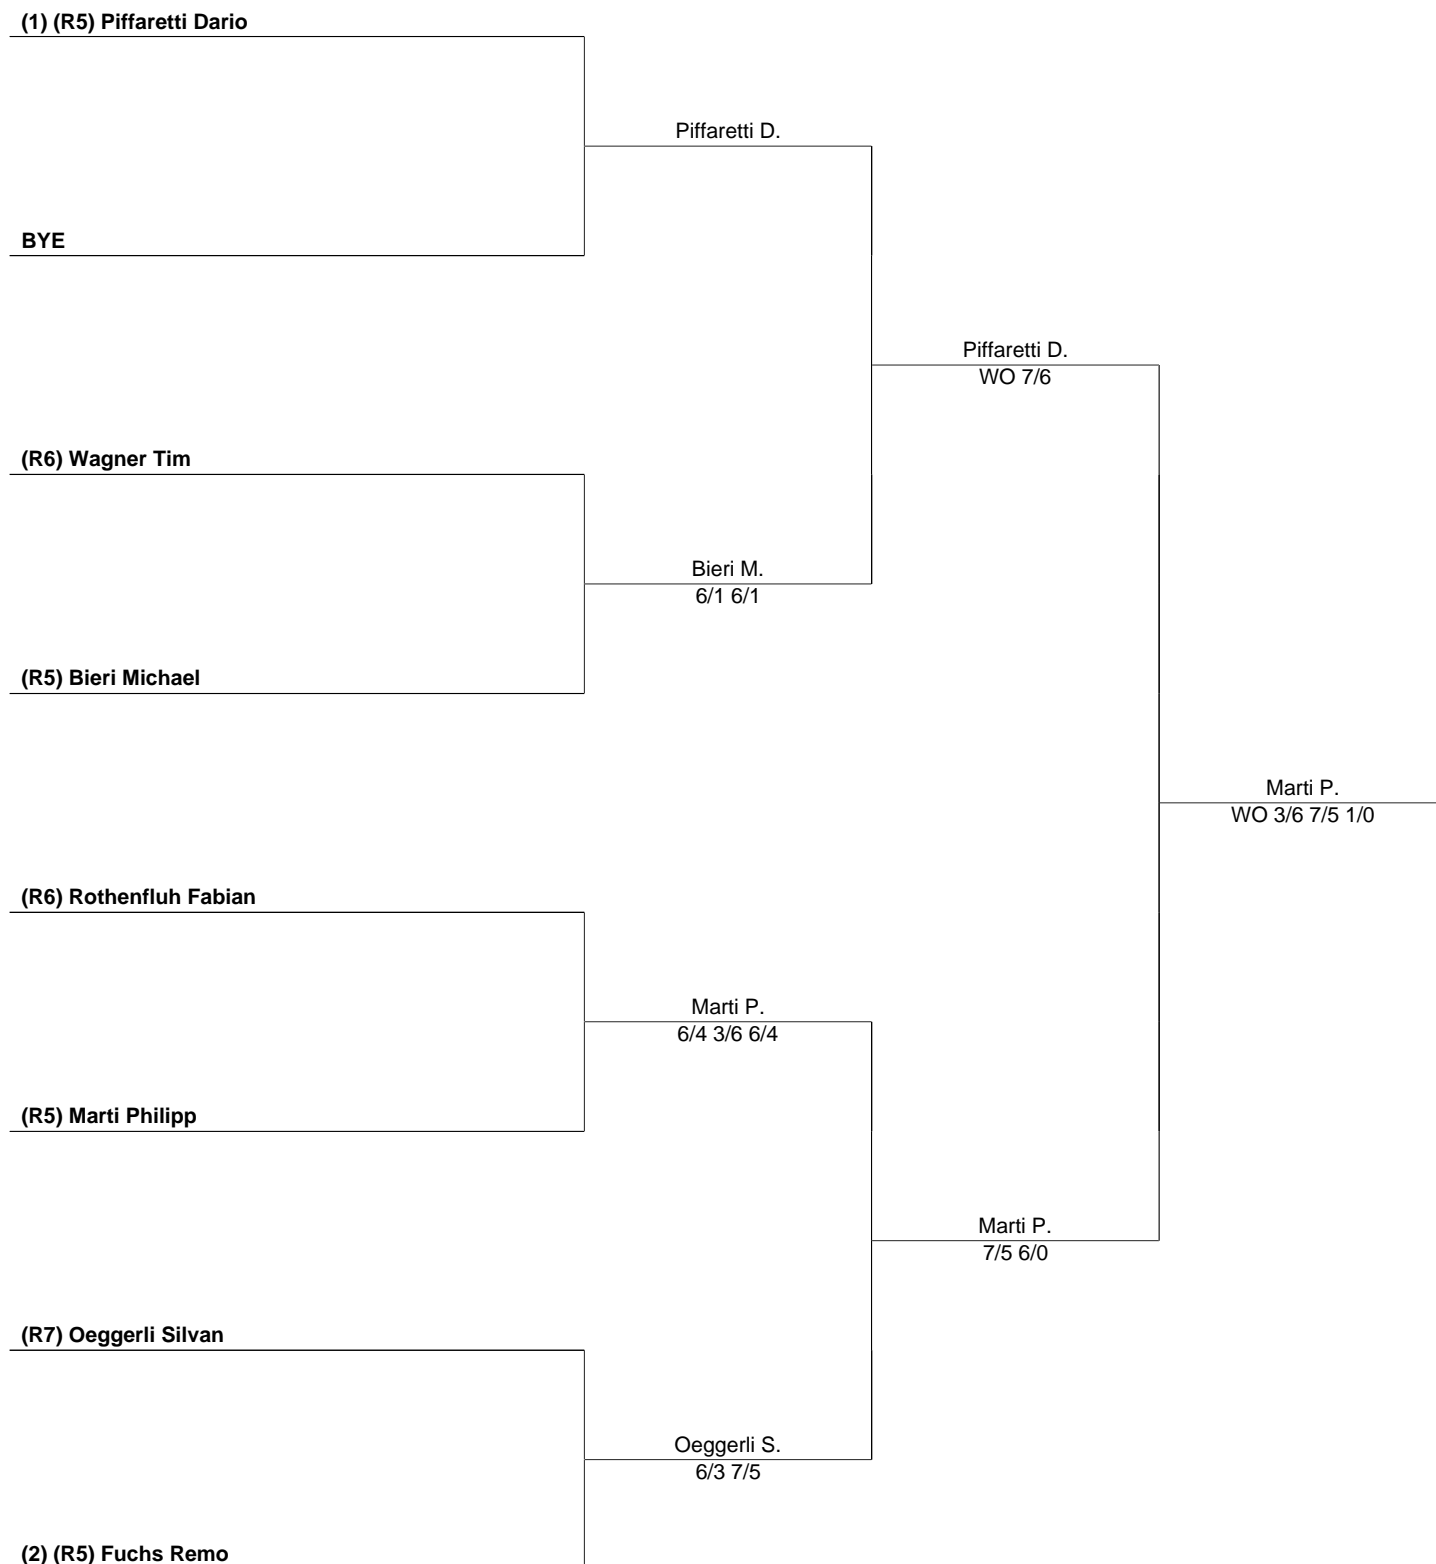 (1) (R5) Piffaretti Dario
Piffaretti D.
BYE
Piffaretti D.
WO 7/6
(R6) Wagner Tim
Bieri M.
6/1 6/1
(R5) Bieri Michael
Marti P.
WO 3/6 7/5 1/0
(R6) Rothenfluh Fabian
Marti P.
6/4 3/6 6/4
(R5) Marti Philipp
Marti P.
7/5 6/0
(R7) Oeggerli Silvan
Oeggerli S.
6/3 7/5
(2) (R5) Fuchs Remo